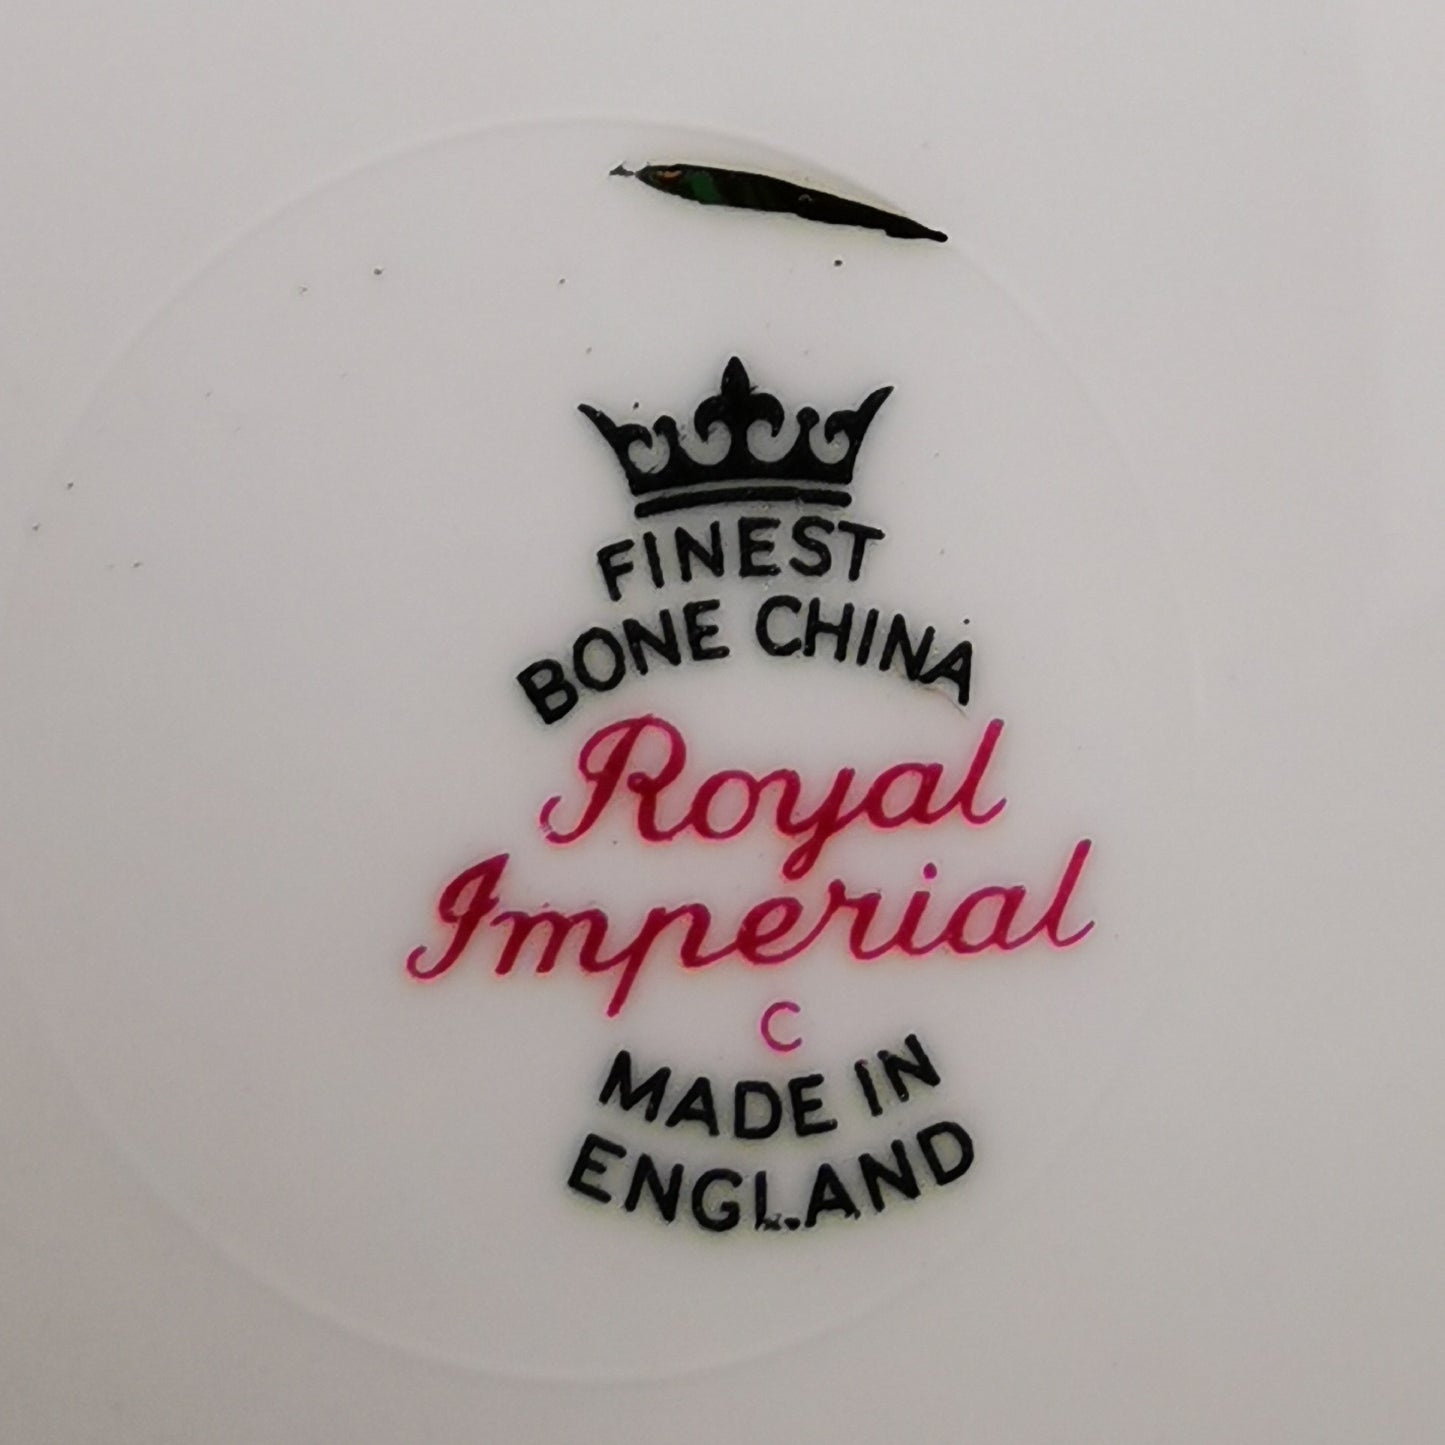 FINEST
BONE CHINA
Royal
Imperial
C
MADE IN
ENGLAND